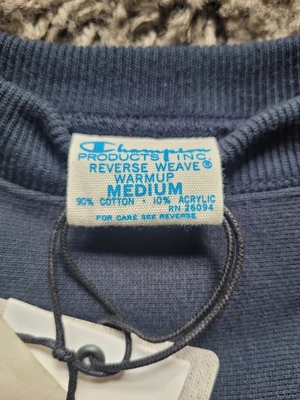 Champion
PRODUCTS INC.
REVERSE WEAVE®
WARMUP
MEDIUM
90% COTTON • 10% ACRYLIC
RN 26094
FOR CARE SEE REVERSE